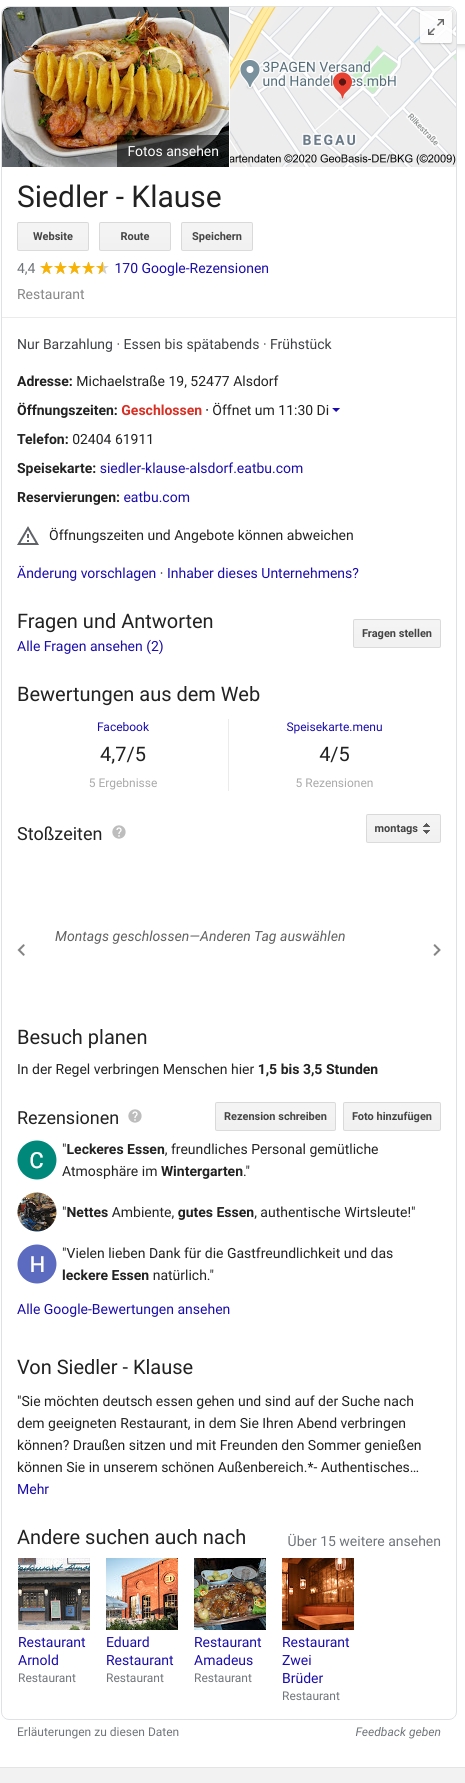 3PAGEN Versand
und Handelsges.mbH
Rilkestraße
BEGAU
Fotos ansehen
artendaten ©2020 GeoBasis-DE/BKG (©2009)
Siedler - Klause
Website
Route
Speichern
4,4
170 Google-Rezensionen
Restaurant
Nur Barzahlung · Essen bis spätabends · Frühstück
Adresse: Michaelstraße 19, 52477 Alsdorf
Öffnungszeiten: Geschlossen · Öffnet um 11:30 Di
Telefon: 02404 61911
Speisekarte: siedler-klause-alsdorf.eatbu.com
Reservierungen: eatbu.com
Öffnungszeiten und Angebote können abweichen
Änderung vorschlagen · Inhaber dieses Unternehmens?
Fragen und Antworten
Alle Fragen ansehen (2)
Fragen stellen
Bewertungen aus dem Web
Facebook
4,7/5
5 Ergebnisse
Speisekarte.menu
4/5
5 Rezensionen
Stoßzeiten ?
montags
Montags geschlossen—Anderen Tag auswählen
Besuch planen
In der Regel verbringen Menschen hier 1,5 bis 3,5 Stunden
Rezensionen ?
Rezension schreiben
Foto hinzufügen
C
"Leckeres Essen, freundliches Personal gemütliche
Atmosphäre im Wintergarten."
"Nettes Ambiente, gutes Essen, authentische Wirtsleute!"
H
"Vielen lieben Dank für die Gastfreundlichkeit und das
leckere Essen natürlich."
Alle Google-Bewertungen ansehen
Von Siedler - Klause
"Sie möchten deutsch essen gehen und sind auf der Suche nach
dem geeigneten Restaurant, in dem Sie Ihren Abend verbringen
können? Draußen sitzen und mit Freunden den Sommer genießen
können Sie in unserem schönen Außenbereich.*- Authentisches…
Mehr
Andere suchen auch nach
Über 15 weitere ansehen
Restaurant
Arnold
Restaurant
Eduard
Restaurant
Restaurant
Restaurant
Amadeus
Restaurant
Restaurant
Zwei
Brüder
Restaurant
Erläuterungen zu diesen Daten
Feedback geben